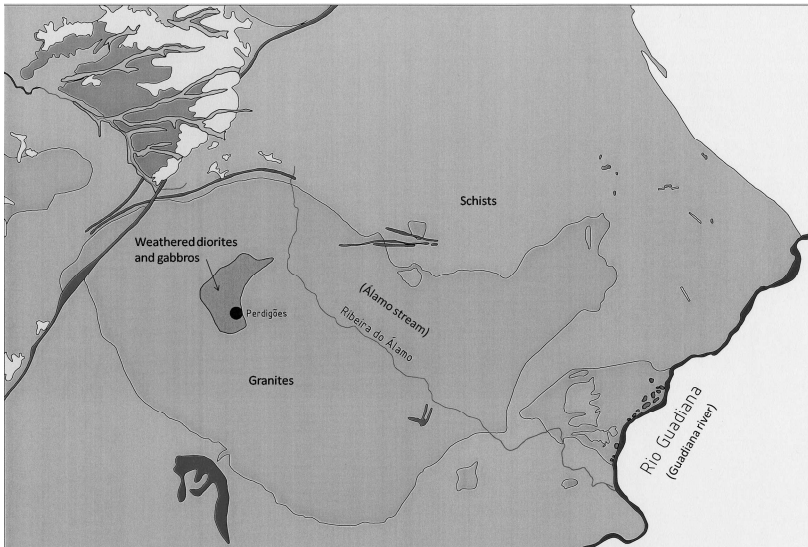 Schists
Weathered diorites
and gabbros
(Álamo stream)
Perdigões
Ribeira do Álamo
Granites
Rio Guadiana
(Guadiana river)